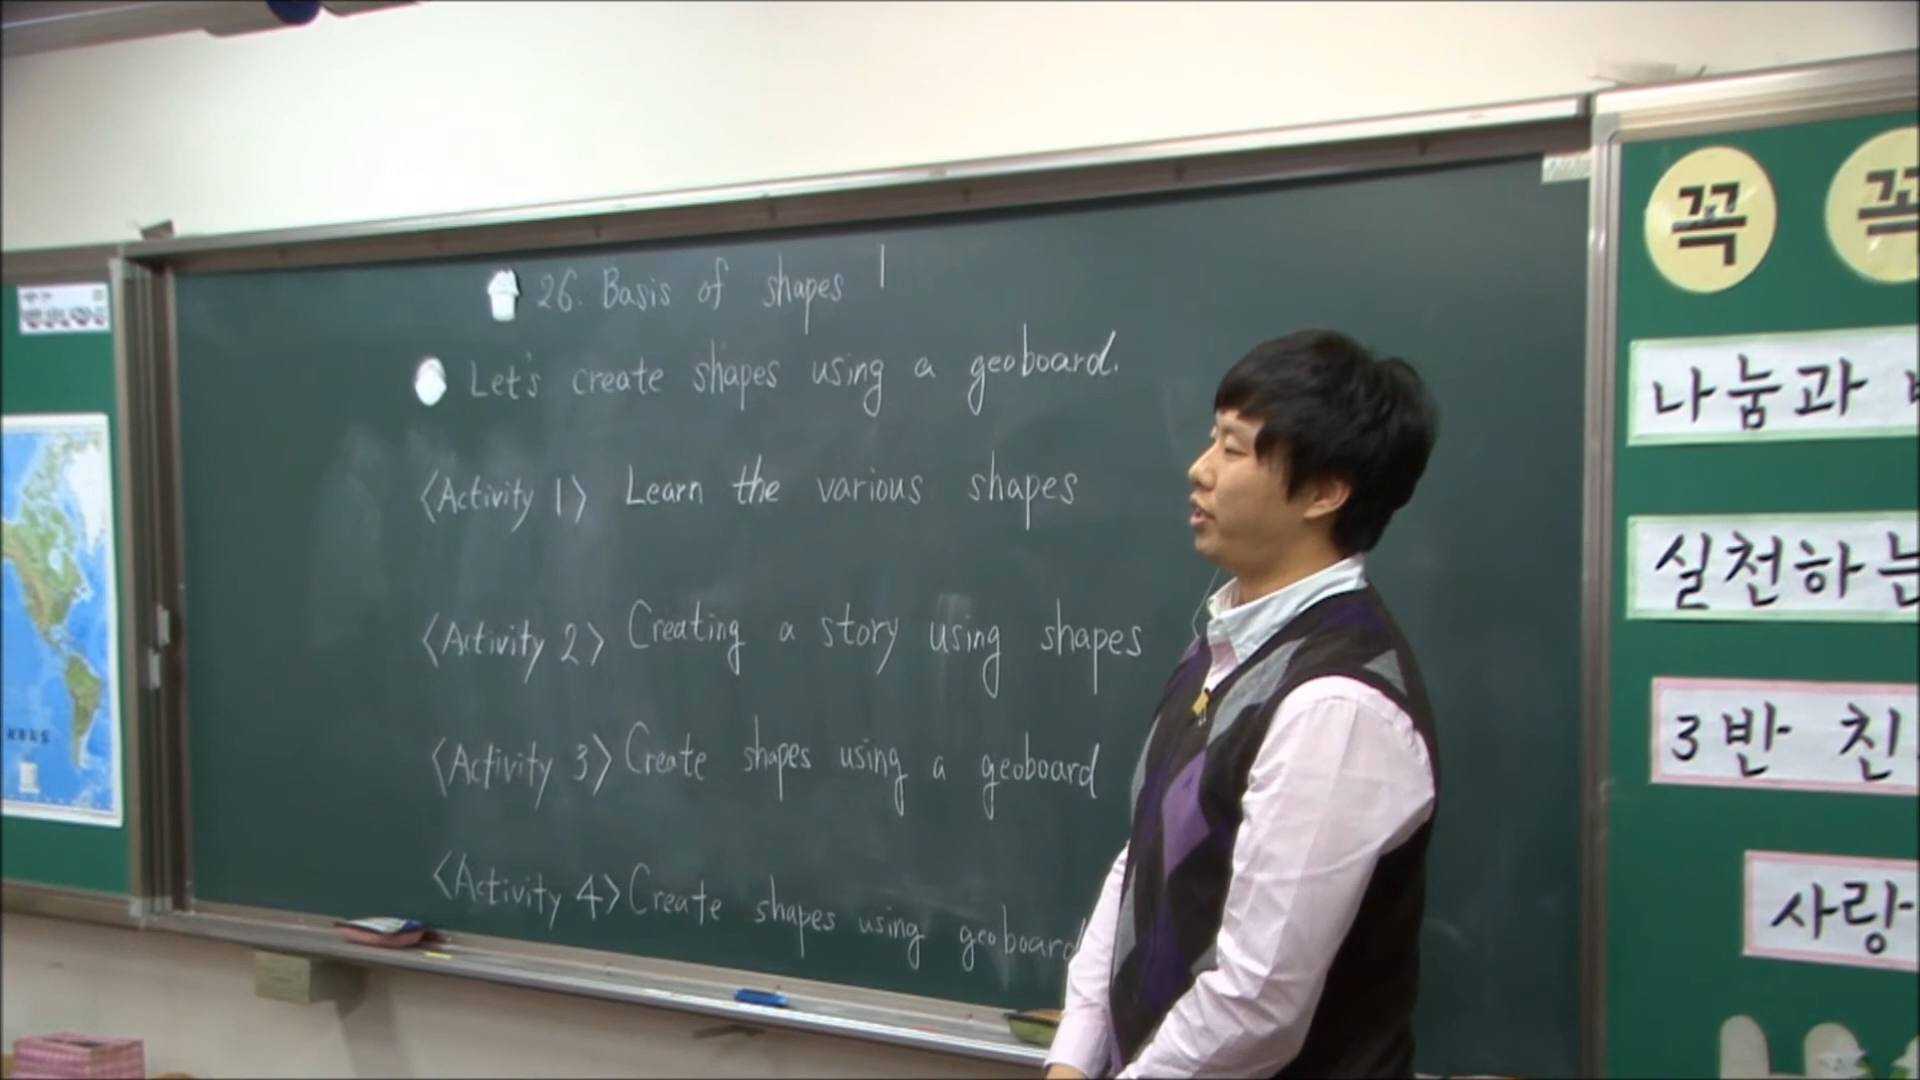 26. Basis of shapes 1
Let's create shapes using a geoboard.
<Activity 1> Learn the various shapes
<Activity 2> Creating a story using shapes
<Activity 3> Create shapes using a geoboard
<Activity 4> Create shapes using geoboard
꼭 꼭
나눔과
실천하는
3반 친
사랑